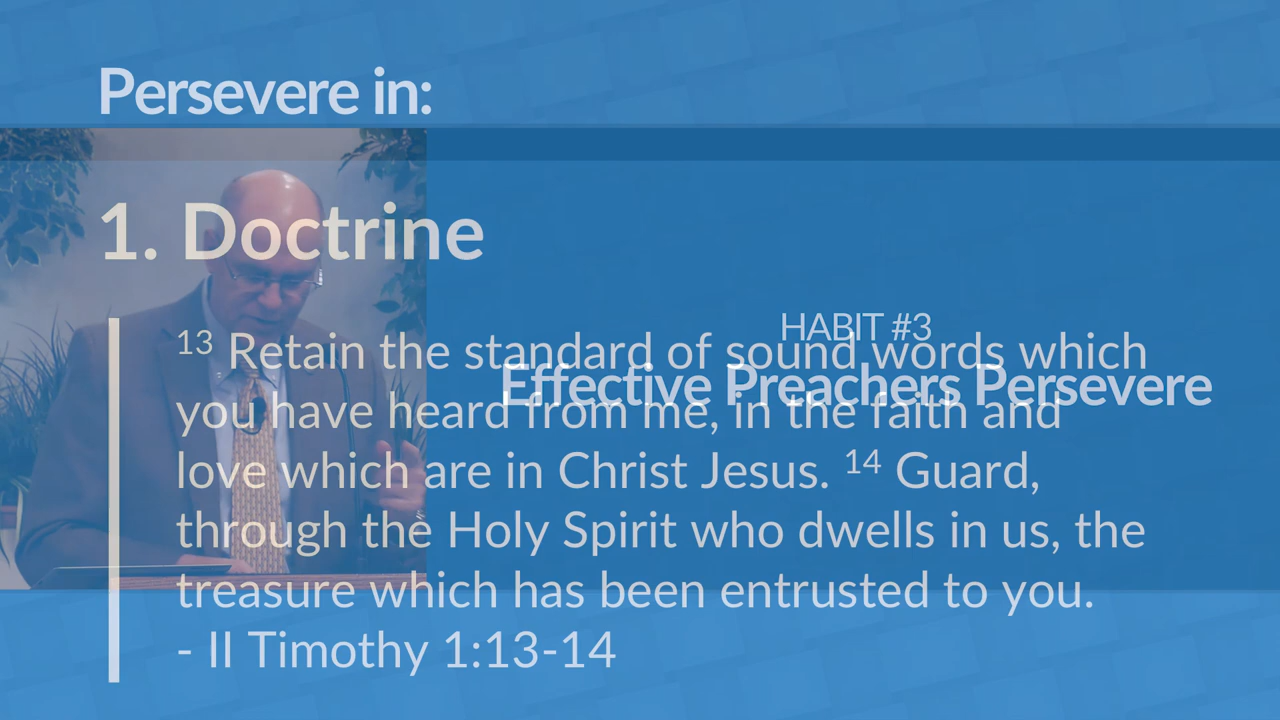 Persevere in:
1. Doctrine
HABIT #3
Effective Preachers Persevere
13 Retain the standard of sound words which
you have heard from me, in the faith and
love which are in Christ Jesus. 14 Guard,
through the Holy Spirit who dwells in us, the
treasure which has been entrusted to you.
- II Timothy 1:13-14